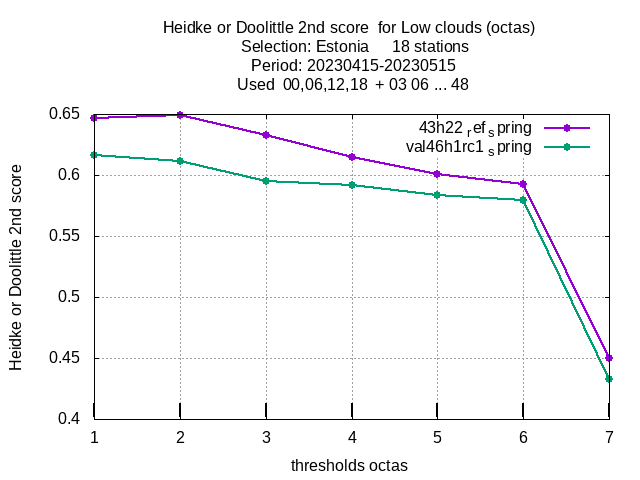 Heidke or Doolittle 2nd score  for Low clouds (octas)
Selection: Estonia     18 stations
Period: 20230415-20230515
Used  00,06,12,18  + 03 06 ... 48
43h22 ref spring
val46h1rc1 spring
0.65
0.6
0.55
0.5
0.45
0.4
Heidke or Doolittle 2nd score
1 2 3 4 5 6 7
thresholds octas